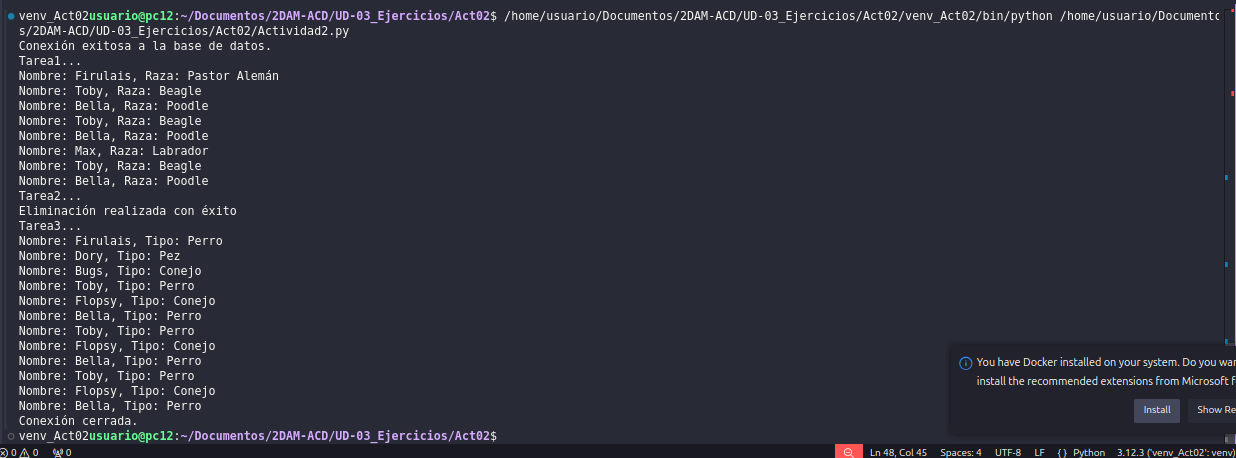 venv_Act02usuario@pc12:~/Documentos/2DAM-ACD/UD-03_Ejercicios/Act02$ /home/usuario/Documentos/2DAM-ACD/UD-03_Ejercicios/Act02/venv_Act02/bin/python /home/usuario/Documento
s/2DAM-ACD/UD-03_Ejercicios/Act02/Actividad2.py
Conexión exitosa a la base de datos.
Tarea1...
Nombre: Firulais, Raza: Pastor Alemán
Nombre: Toby, Raza: Beagle
Nombre: Bella, Raza: Poodle
Nombre: Toby, Raza: Beagle
Nombre: Bella, Raza: Poodle
Nombre: Max, Raza: Labrador
Nombre: Toby, Raza: Beagle
Nombre: Bella, Raza: Poodle
Tarea2...
Eliminación realizada con éxito
Tarea3...
Nombre: Firulais, Tipo: Perro
Nombre: Dory, Tipo: Pez
Nombre: Bugs, Tipo: Conejo
Nombre: Toby, Tipo: Perro
Nombre: Flopsy, Tipo: Conejo
Nombre: Bella, Tipo: Perro
Nombre: Toby, Tipo: Perro
Nombre: Flopsy, Tipo: Conejo
Nombre: Bella, Tipo: Perro
Nombre: Toby, Tipo: Perro
Nombre: Flopsy, Tipo: Conejo
Nombre: Bella, Tipo: Perro
Conexión cerrada.
venv_Act02usuario@pc12:~/Documentos/2DAM-ACD/UD-03_Ejercicios/Act02$
You have Docker installed on your system. Do you wan
install the recommended extensions from Microsoft f
Install Show Re
0 0 0 Ln 48, Col 45 Spaces: 4 UTF-8 LF {} Python 3.12.3 ('venv_Act02': venv)